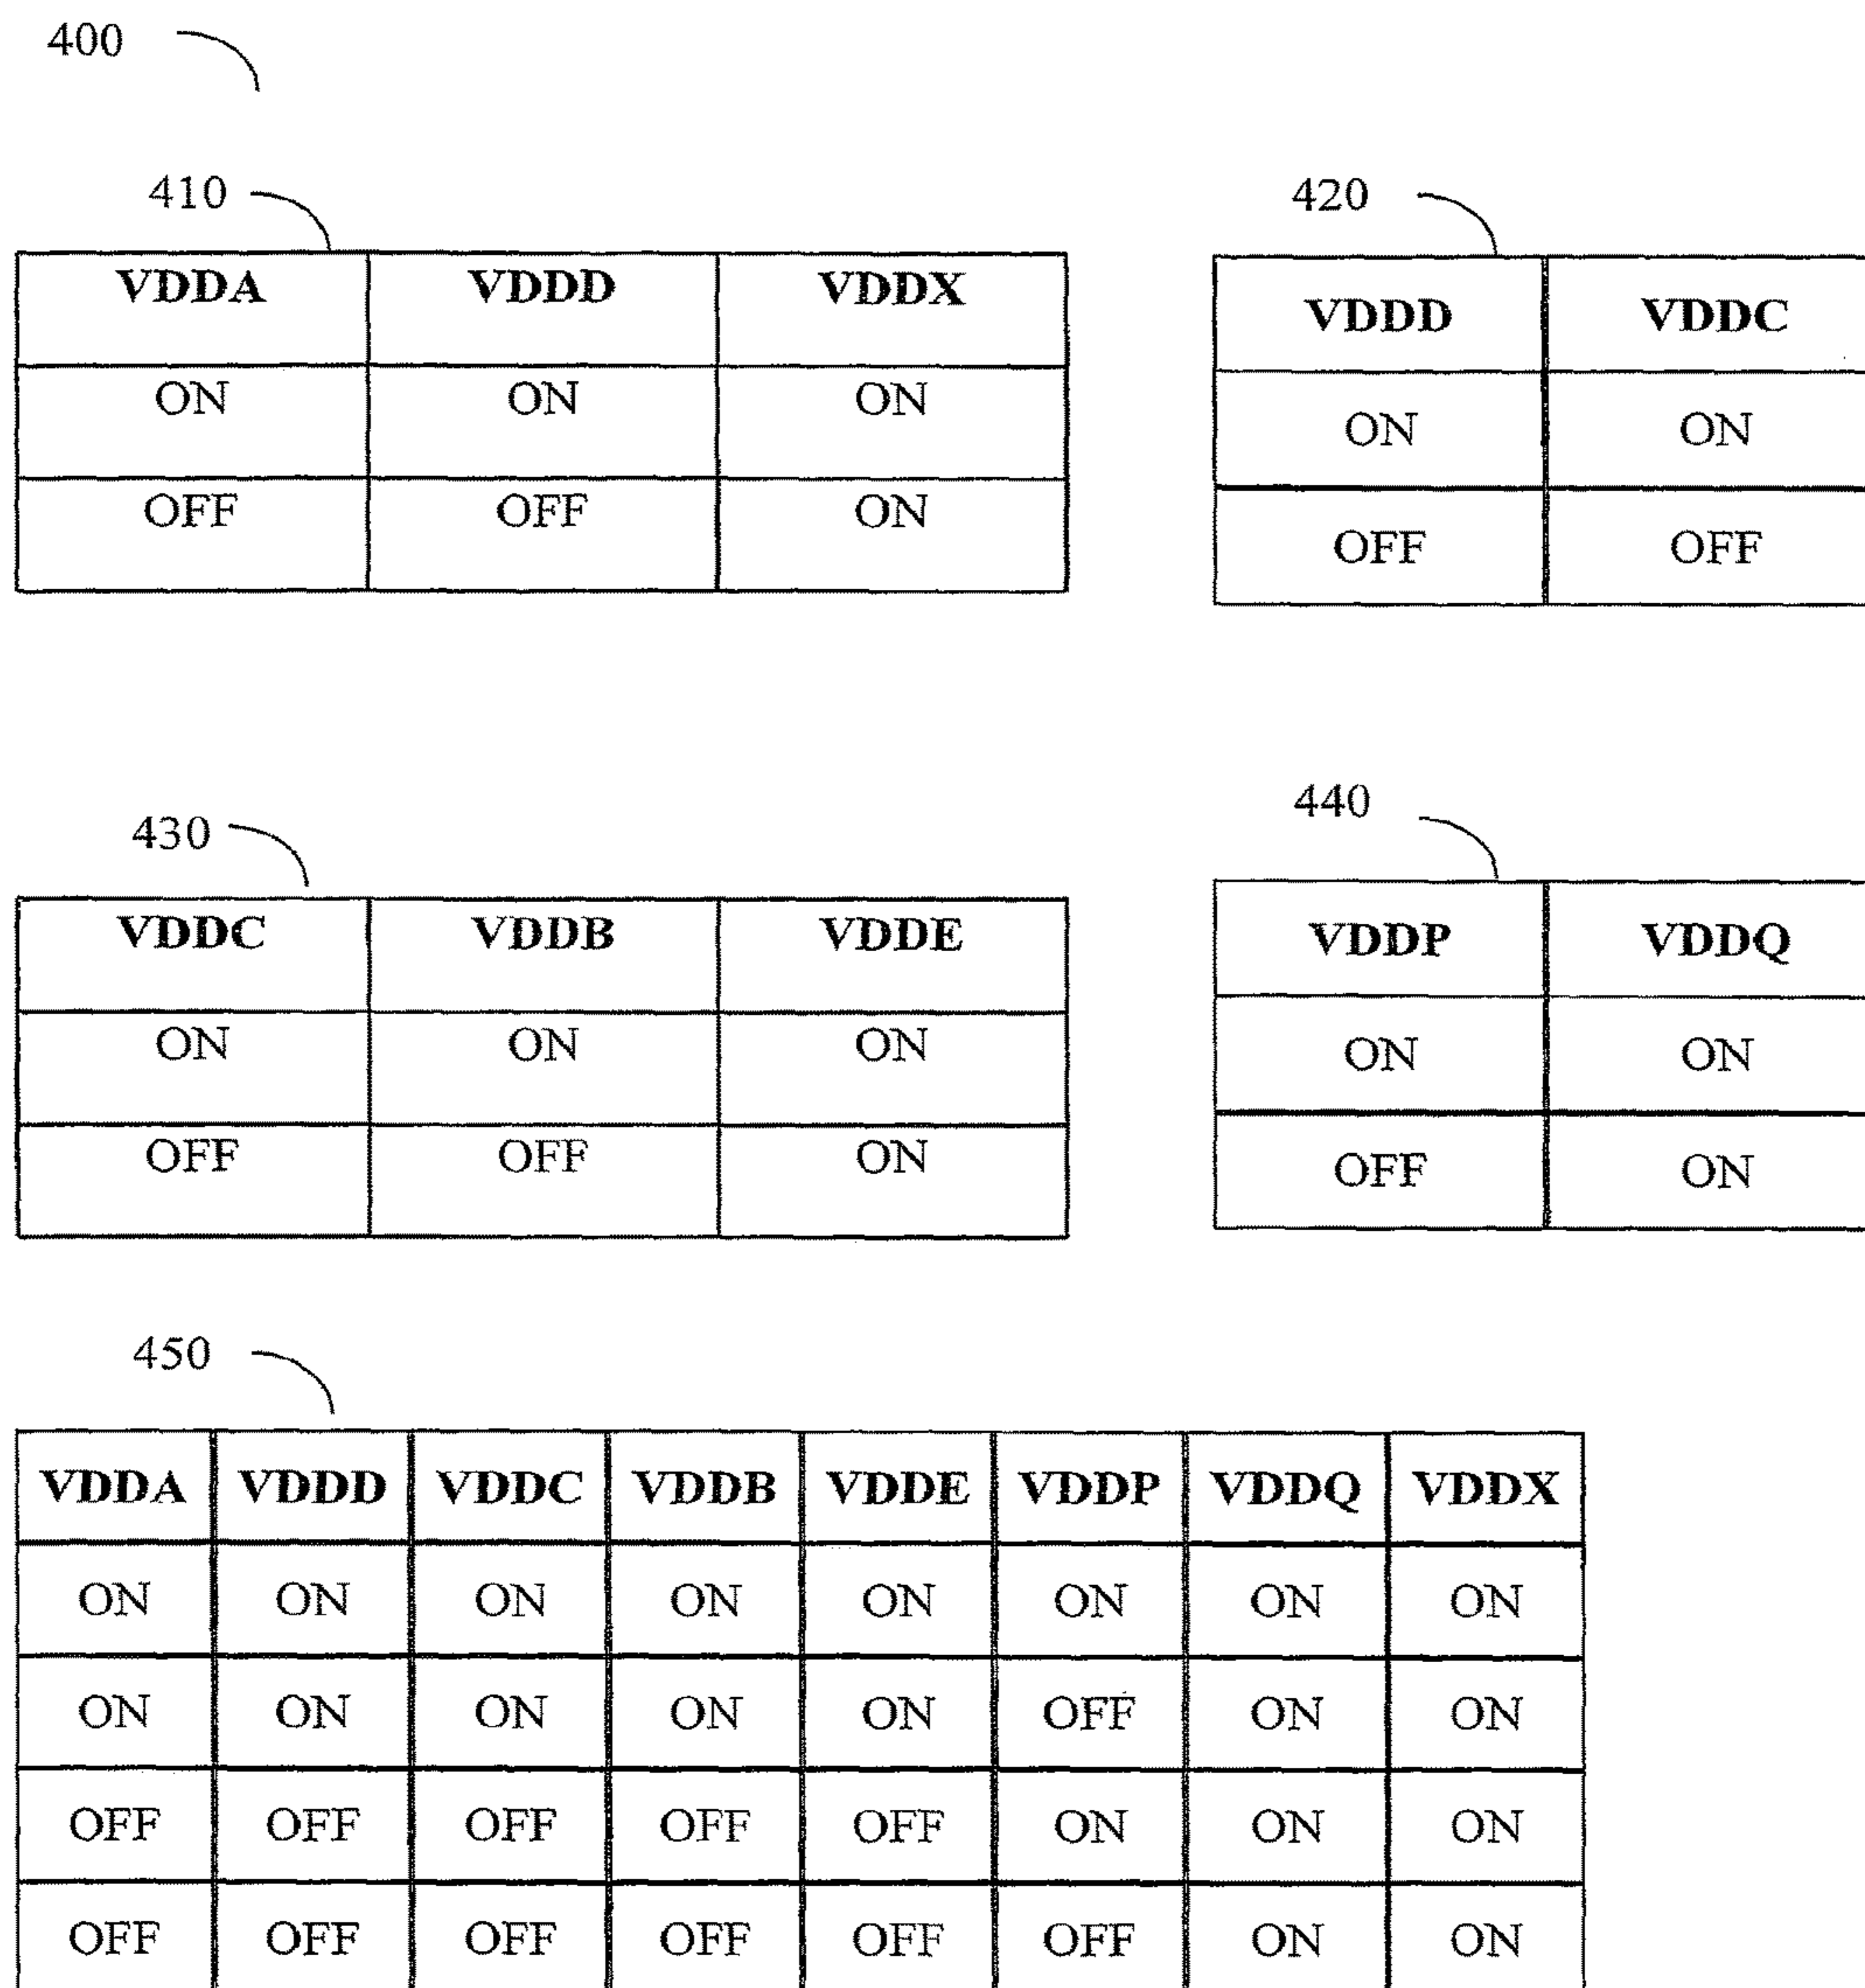 400
410
VDDA VDDD VDDX
ON ON ON
OFF OFF ON
420
VDDD VDDC
ON ON
OFF OFF
430
VDDC VDDB VDDE
ON ON ON
OFF OFF ON
440
VDDP VDDQ
ON ON
OFF ON
450
VDDA VDDD VDDC VDDB VDDE VDDP VDDQ VDDX
ON ON ON ON ON ON ON ON
ON ON ON ON ON OFF ON ON
OFF OFF OFF OFF OFF ON ON ON
OFF OFF OFF OFF OFF OFF ON ON